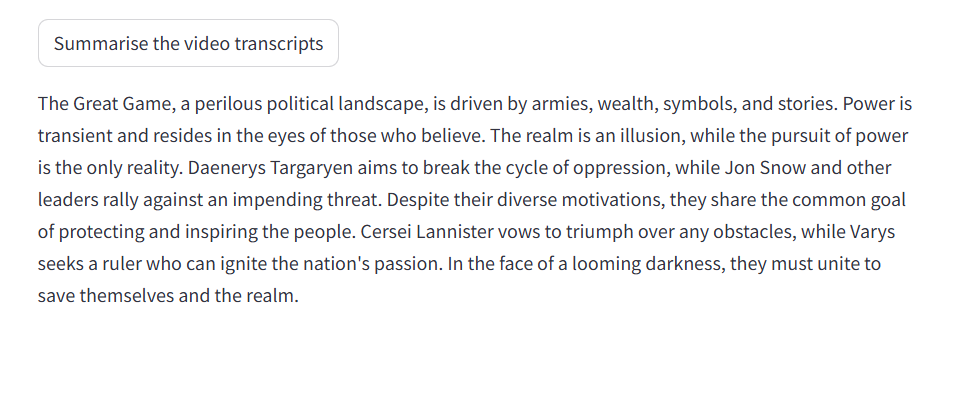 Summarise the video transcripts
The Great Game, a perilous political landscape, is driven by armies, wealth, symbols, and stories. Power is
transient and resides in the eyes of those who believe. The realm is an illusion, while the pursuit of power
is the only reality. Daenerys Targaryen aims to break the cycle of oppression, while Jon Snow and other
leaders rally against an impending threat. Despite their diverse motivations, they share the common goal
of protecting and inspiring the people. Cersei Lannister vows to triumph over any obstacles, while Varys
seeks a ruler who can ignite the nation's passion. In the face of a looming darkness, they must unite to
save themselves and the realm.